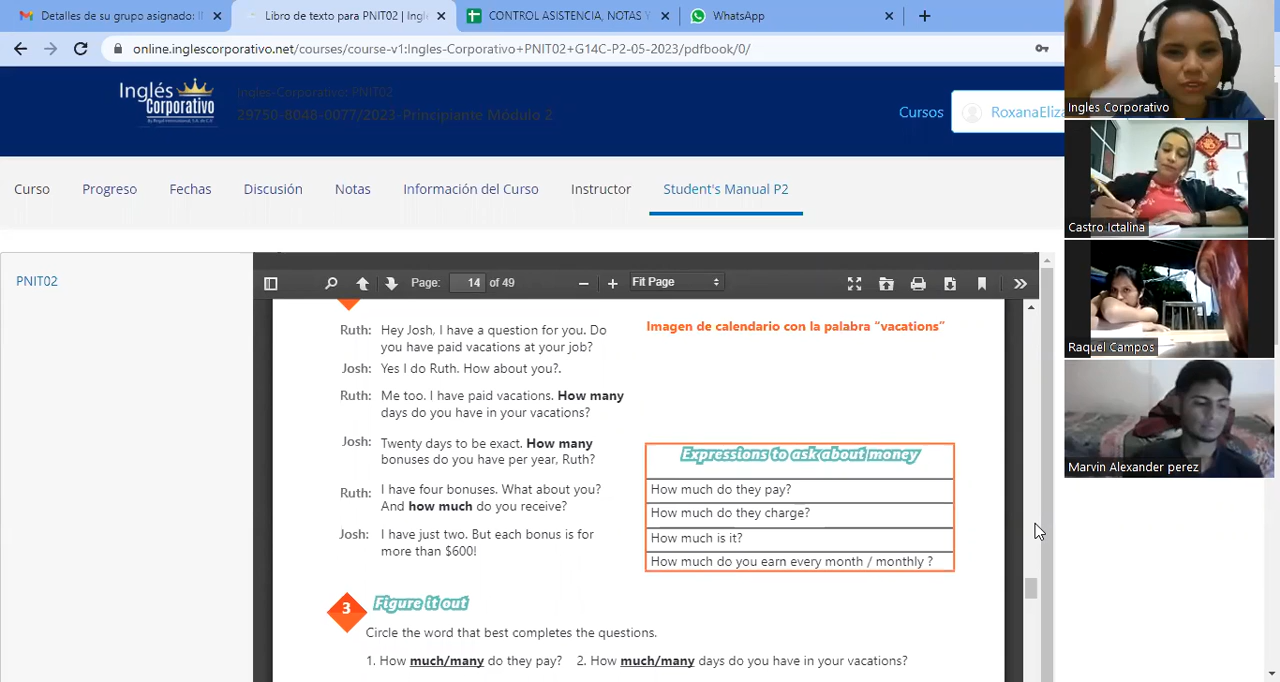 Detalles de su grupo asignado: I
Libro de texto para PNIT02 | Ingl
CONTROL ASISTENCIA, NOTAS Y
WhatsApp
online.inglescorporativo.net/courses/course-v1:Ingles-Corporativo+PNIT02+G14C-P2-05-2023/pdfbook/0/
Inglés
Corporativo
Ingles-Corporativo: PNIT02
29750-8048-0077/2023-Principiante Módulo 2
Cursos
RoxanaEliza
Curso
Progreso
Fechas
Discusión
Notas
Información del Curso
Instructor
Student's Manual P2
PNIT02
Page: 14 of 49
Fit Page
Ruth: Hey Josh, I have a question for you. Do
you have paid vacations at your job?
Josh: Yes I do Ruth. How about you?.
Ruth: Me too. I have paid vacations. How many
days do you have in your vacations?
Josh: Twenty days to be exact. How many
bonuses do you have per year, Ruth?
Ruth: I have four bonuses. What about you?
And how much do you receive?
Josh: I have just two. But each bonus is for
more than $600!
Imagen de calendario con la palabra “vacations”
Expressions to ask about money
How much do they pay?
How much do they charge?
How much is it?
How much do you earn every month / monthly ?
3 Figure it out
Circle the word that best completes the questions.
1. How much/many do they pay? 2. How much/many days do you have in your vacations?
Ingles Corporativo
Castro Ictalina
Raquel Campos
Marvin Alexander perez